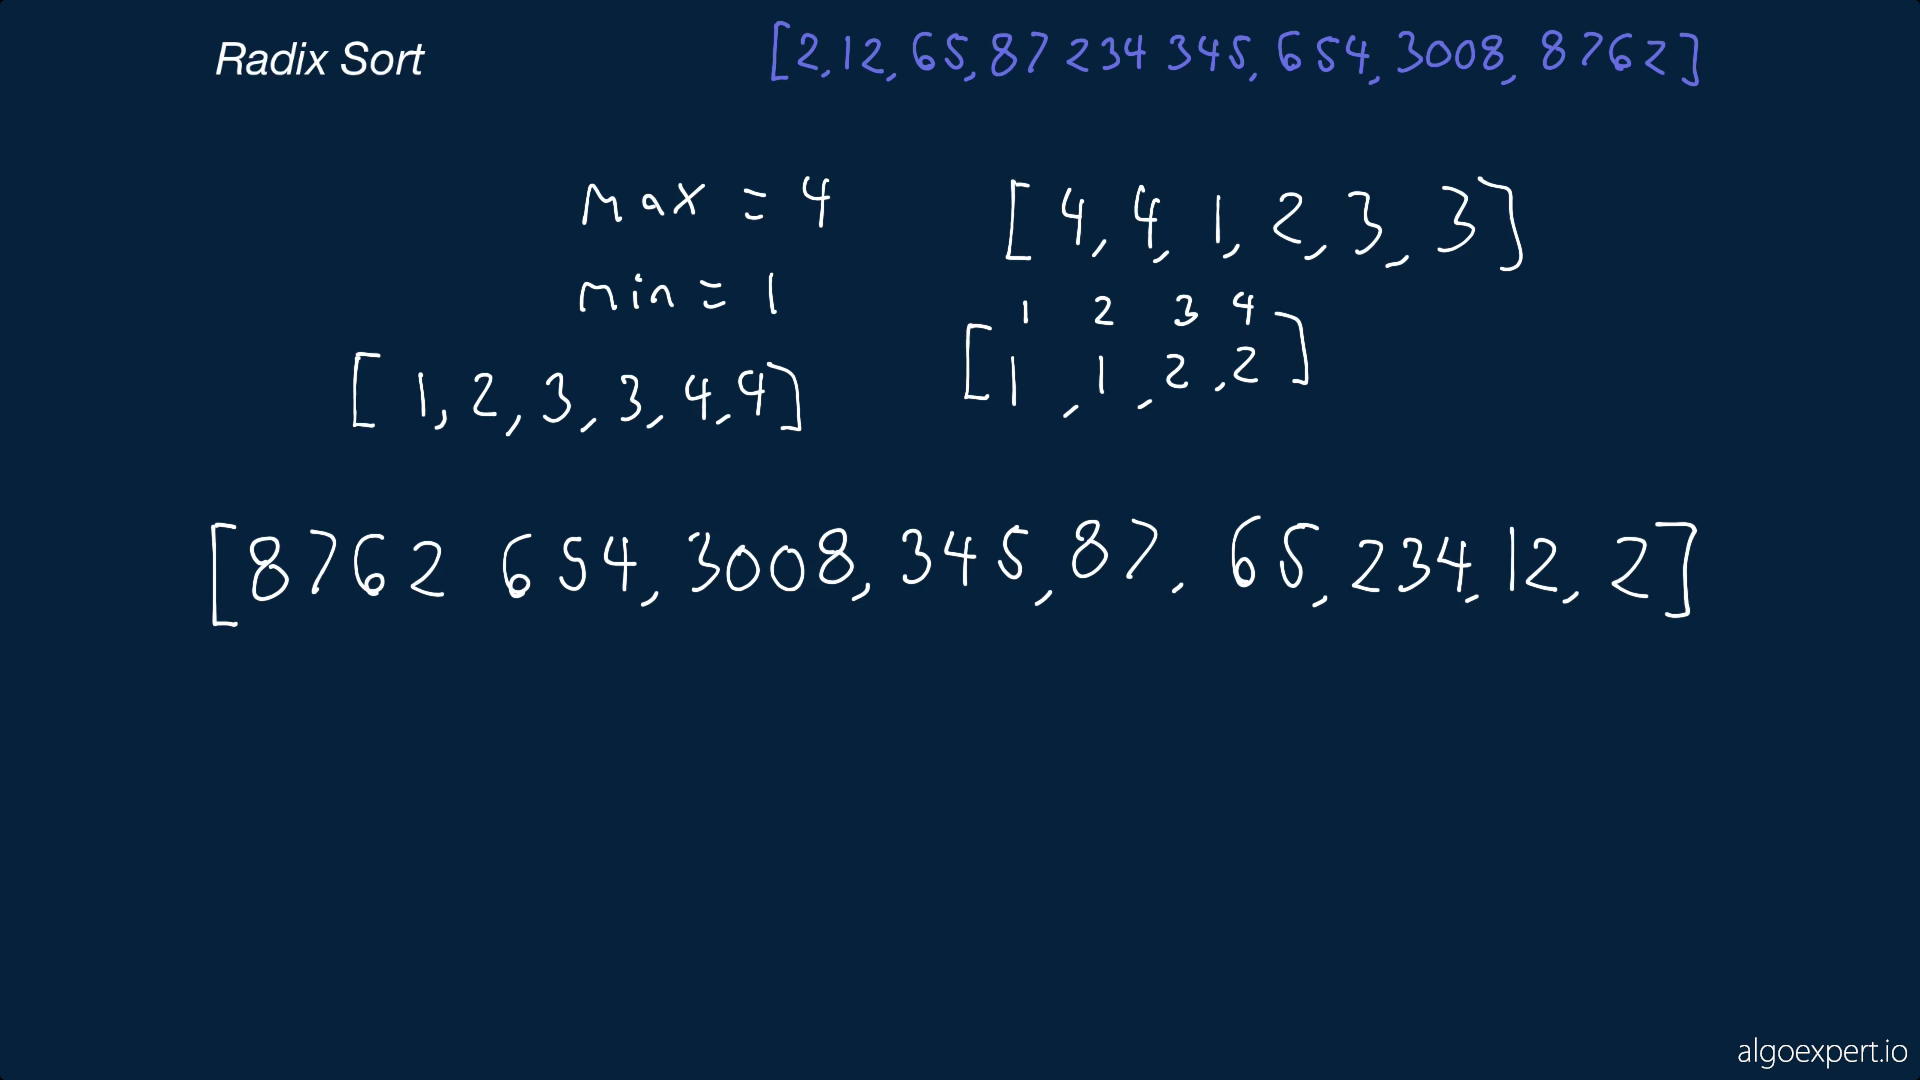 Radix Sort
[2,12,65,87 234 345,654,3008,8762]
max = 4
[4,4,1,2,3,3]
min = 1
1 2 3 4
[1,1,2,2]
[1,2,3,3,4,4]
[8762 654,3008,345,87,65,234,12,2]
algoexpert.io